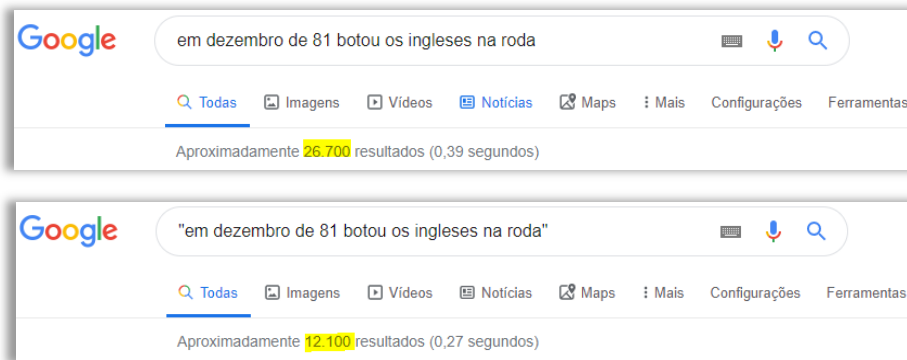 Google em dezembro de 81 botou os ingleses na roda
Todas Imagens Vídeos Notícias Maps Mais Configurações Ferramentas
Aproximadamente 26.700 resultados (0,39 segundos)
Google "em dezembro de 81 botou os ingleses na roda"
Todas Imagens Vídeos Notícias Maps Mais Configurações Ferramentas
Aproximadamente 12.100 resultados (0,27 segundos)